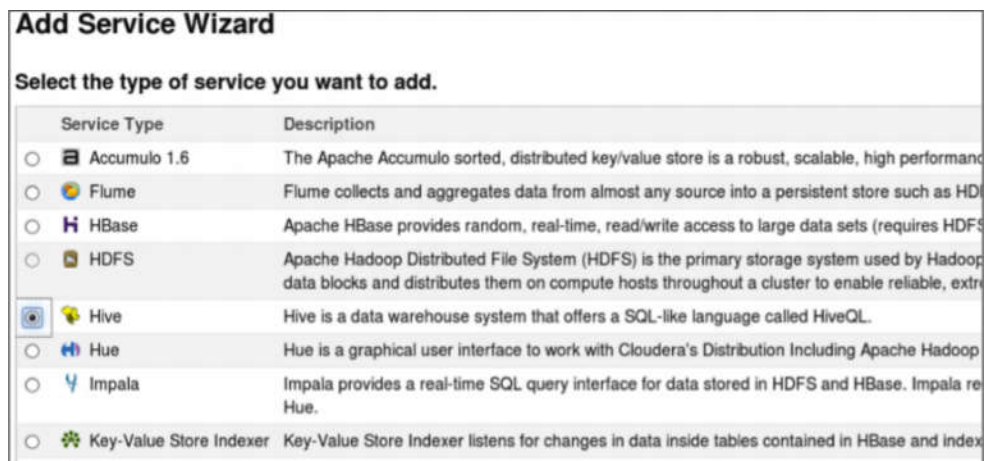 Add Service Wizard
Select the type of service you want to add.
Service Type Description
Accumulo 1.6 The Apache Accumulo sorted, distributed key/value store is a robust, scalable, high performanc
Flume Flume collects and aggregates data from almost any source into a persistent store such as HD
HBase Apache HBase provides random, real-time, read/write access to large data sets (requires HDFS
HDFS Apache Hadoop Distributed File System (HDFS) is the primary storage system used by Hadoop
data blocks and distributes them on compute hosts throughout a cluster to enable reliable, extre
Hive Hive is a data warehouse system that offers a SQL-like language called HiveQL.
Hue Hue is a graphical user interface to work with Cloudera's Distribution Including Apache Hadoop
Impala Impala provides a real-time SQL query interface for data stored in HDFS and HBase. Impala re
Hue.
Key-Value Store Indexer Key-Value Store Indexer listens for changes in data inside tables contained in HBase and index